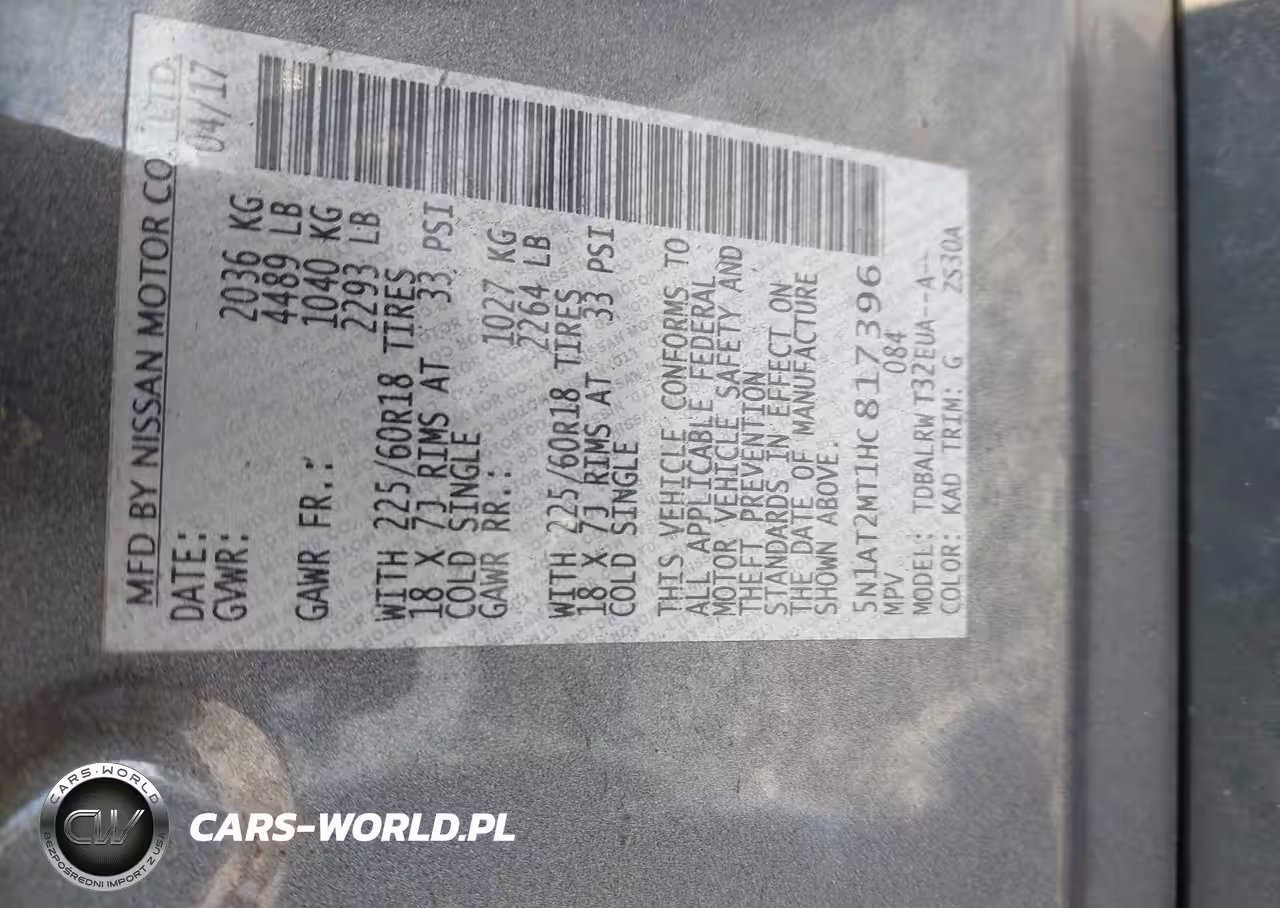 MFD BY NISSAN MOTOR CO., LTD.
DATE: 04/17
GVWR: 2036 KG
4489 LB
GAWR FR.: 1040 KG
2293 LB
WITH 225/60R18 TIRES
18 X 7J RIMS AT 33 PSI
COLD SINGLE
GAWR RR.: 1027 KG
2264 LB
WITH 225/60R18 TIRES
18 X 7J RIMS AT 33 PSI
COLD SINGLE
THIS VEHICLE CONFORMS TO
ALL APPLICABLE FEDERAL
MOTOR VEHICLE SAFETY AND
THEFT PREVENTION
STANDARDS IN EFFECT ON
THE DATE OF MANUFACTURE
SHOWN ABOVE.
5N1AT2MT1HC817396
MPV 084
MODEL: TDBALRW T32EUA--A--
COLOR: KAD TRIM: G ZS30A
CARS-WORLD
CW
BEZPOŚREDNI IMPORT Z USA
CARS-WORLD.PL